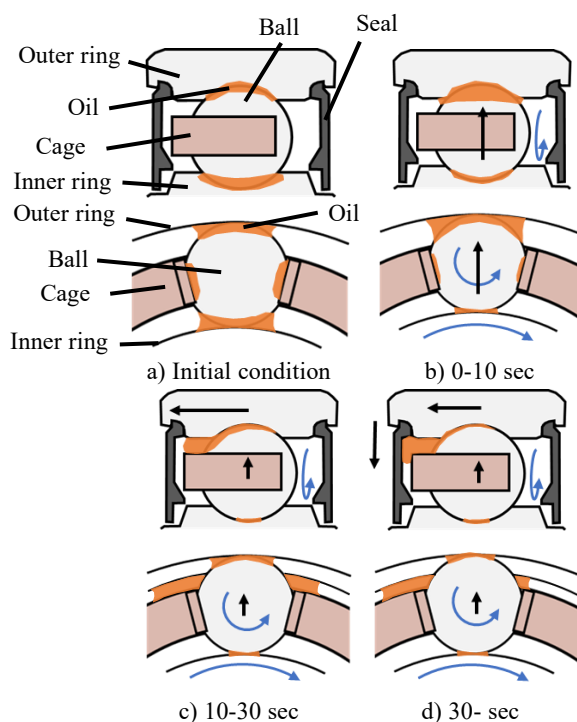 Ball
Seal
Outer ring
Oil
Cage
Inner ring
Outer ring
Oil
Ball
Cage
Inner ring
a) Initial condition
b) 0-10 sec
c) 10-30 sec
d) 30- sec